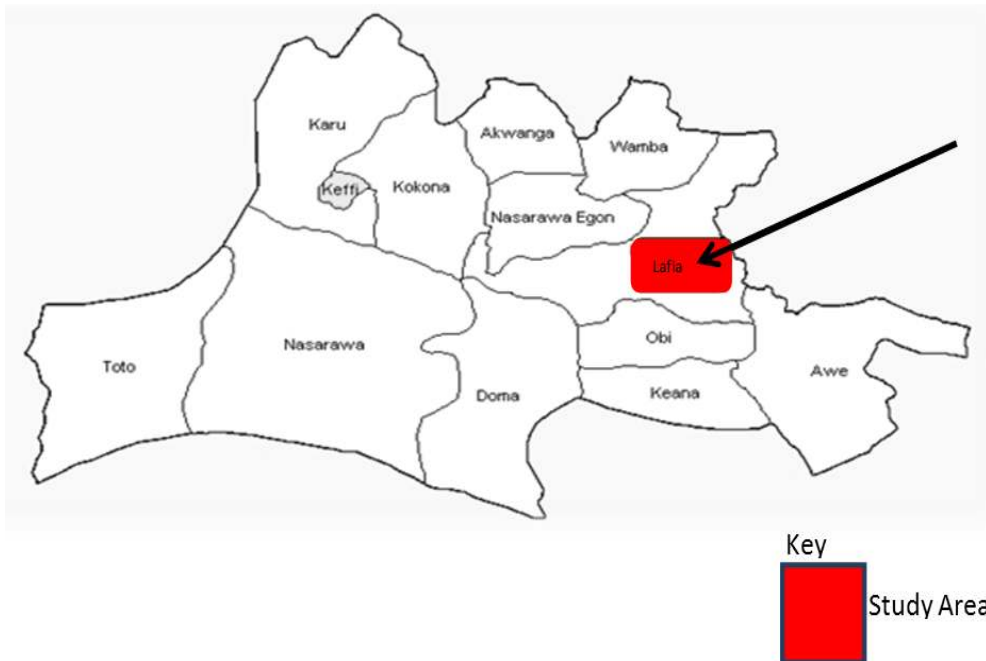 Karu
Akwanga
Wamba
Keffi
Kokona
Nasarawa Egon
Lafia
Nasarawa
Obi
Toto
Doma
Keana
Awe
Key
Study Area